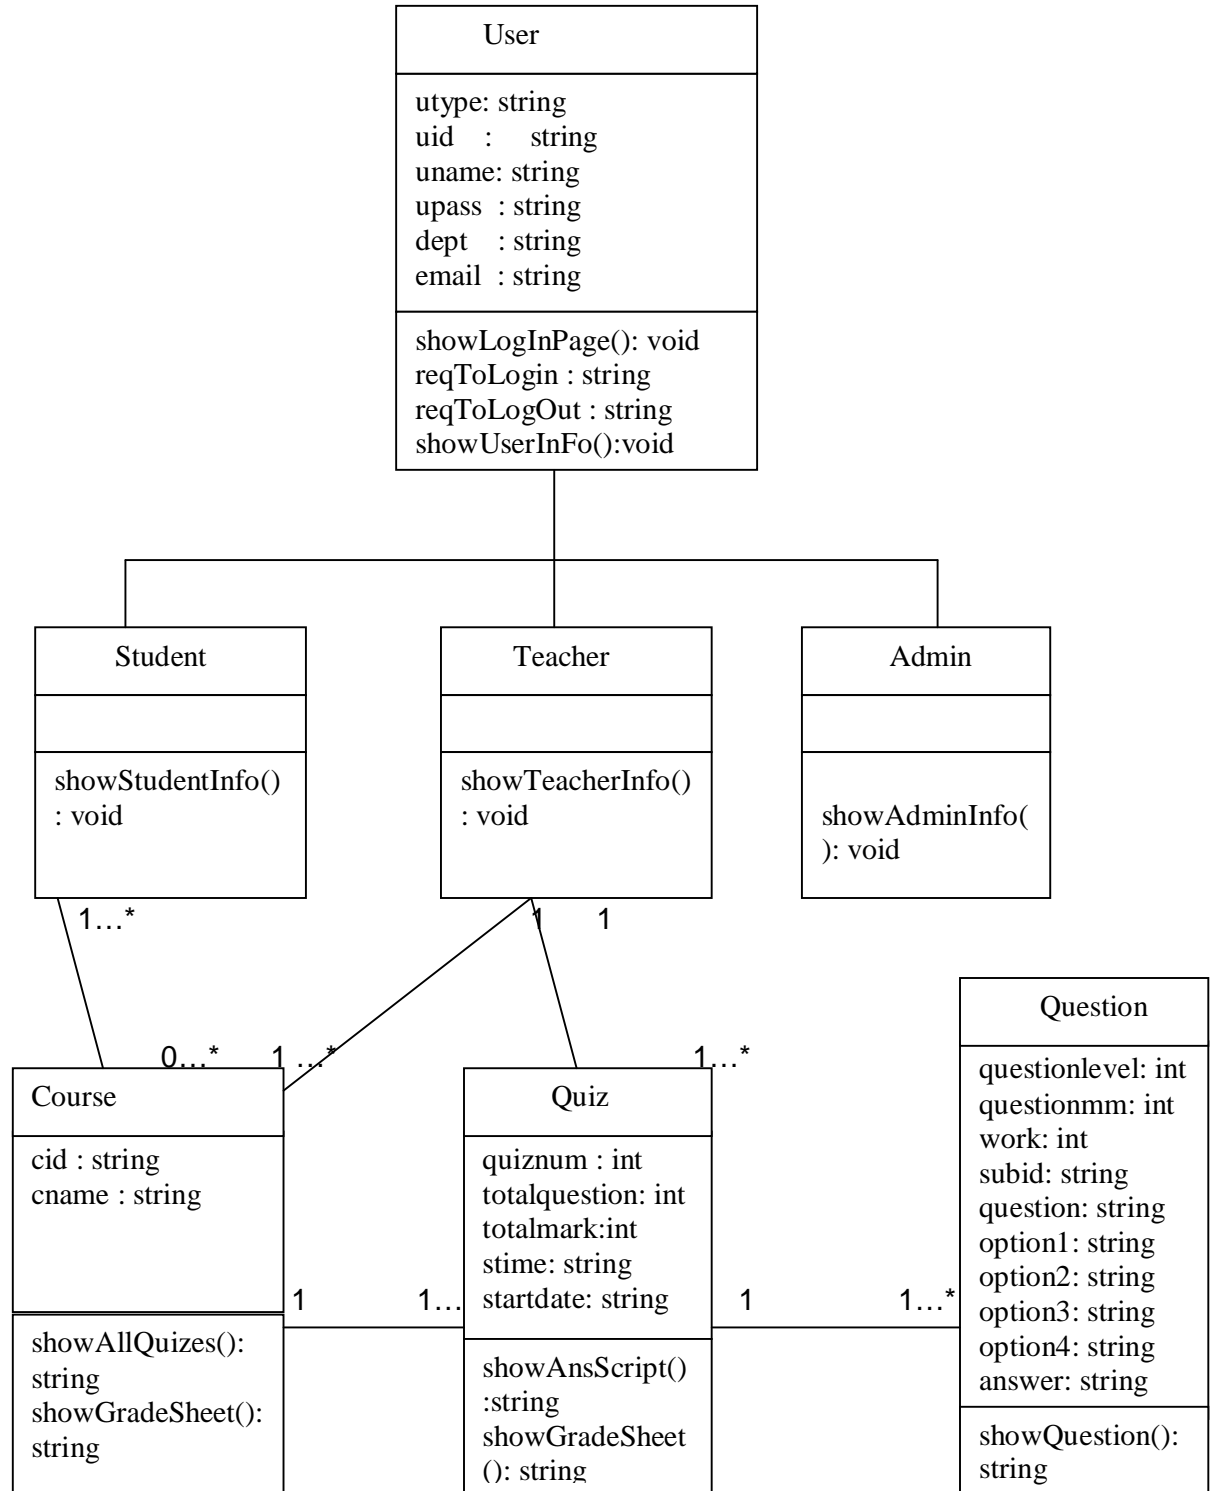 User
utype: string
uid : string
uname: string
upass : string
dept : string
email : string
showLogInPage(): void
reqToLogin : string
reqToLogOut : string
showUserInFo():void
Student
showStudentInfo()
: void
Teacher
showTeacherInfo()
: void
Admin
showAdminInfo(
): void
1…*
1 1
0…* 1 …* 1…*
Course
cid : string
cname : string
showAllQuizes():
string
showGradeSheet():
string
1 1…
Quiz
quiznum : int
totalquestion: int
totalmark:int
stime: string
startdate: string
showAnsScript()
:string
showGradeSheet
(): string
1 1…*
Question
questionlevel: int
questionmm: int
work: int
subid: string
question: string
option1: string
option2: string
option3: string
option4: string
answer: string
showQuestion():
string